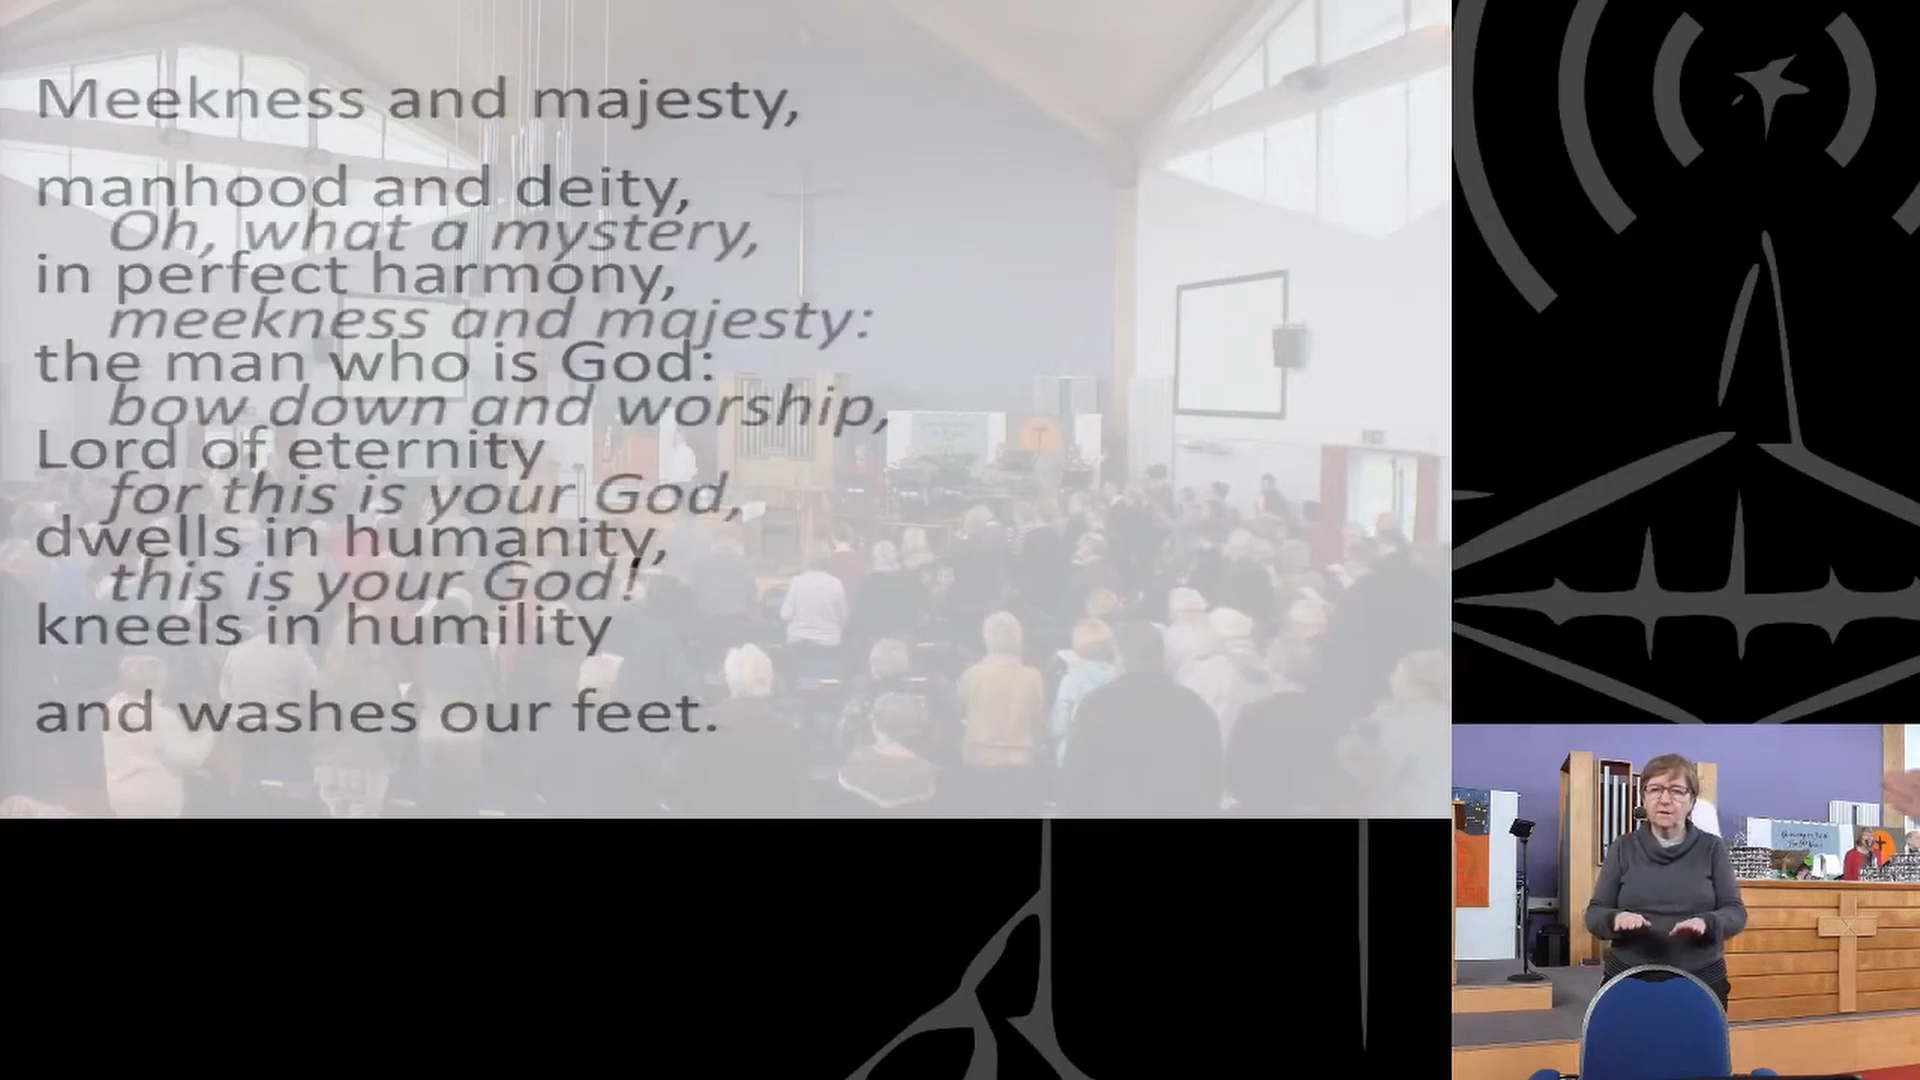 Meekness and majesty,
manhood and deity,
Oh, what a mystery,
in perfect harmony,
meekness and majesty:
the man who is God:
bow down and worship,
Lord of eternity
for this is your God,
dwells in humanity,
this is your God!’
kneels in humility
and washes our feet.